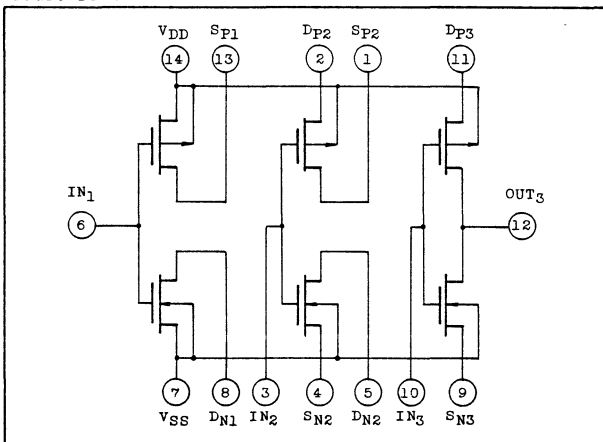 VDD SP1 DP2 SP2 DP3
14 13 2 1 11
IN1
6
OUT3
12
7 8 3 4 5 10 9
VSS DN1 IN2 SN2 DN2 IN3 SN3